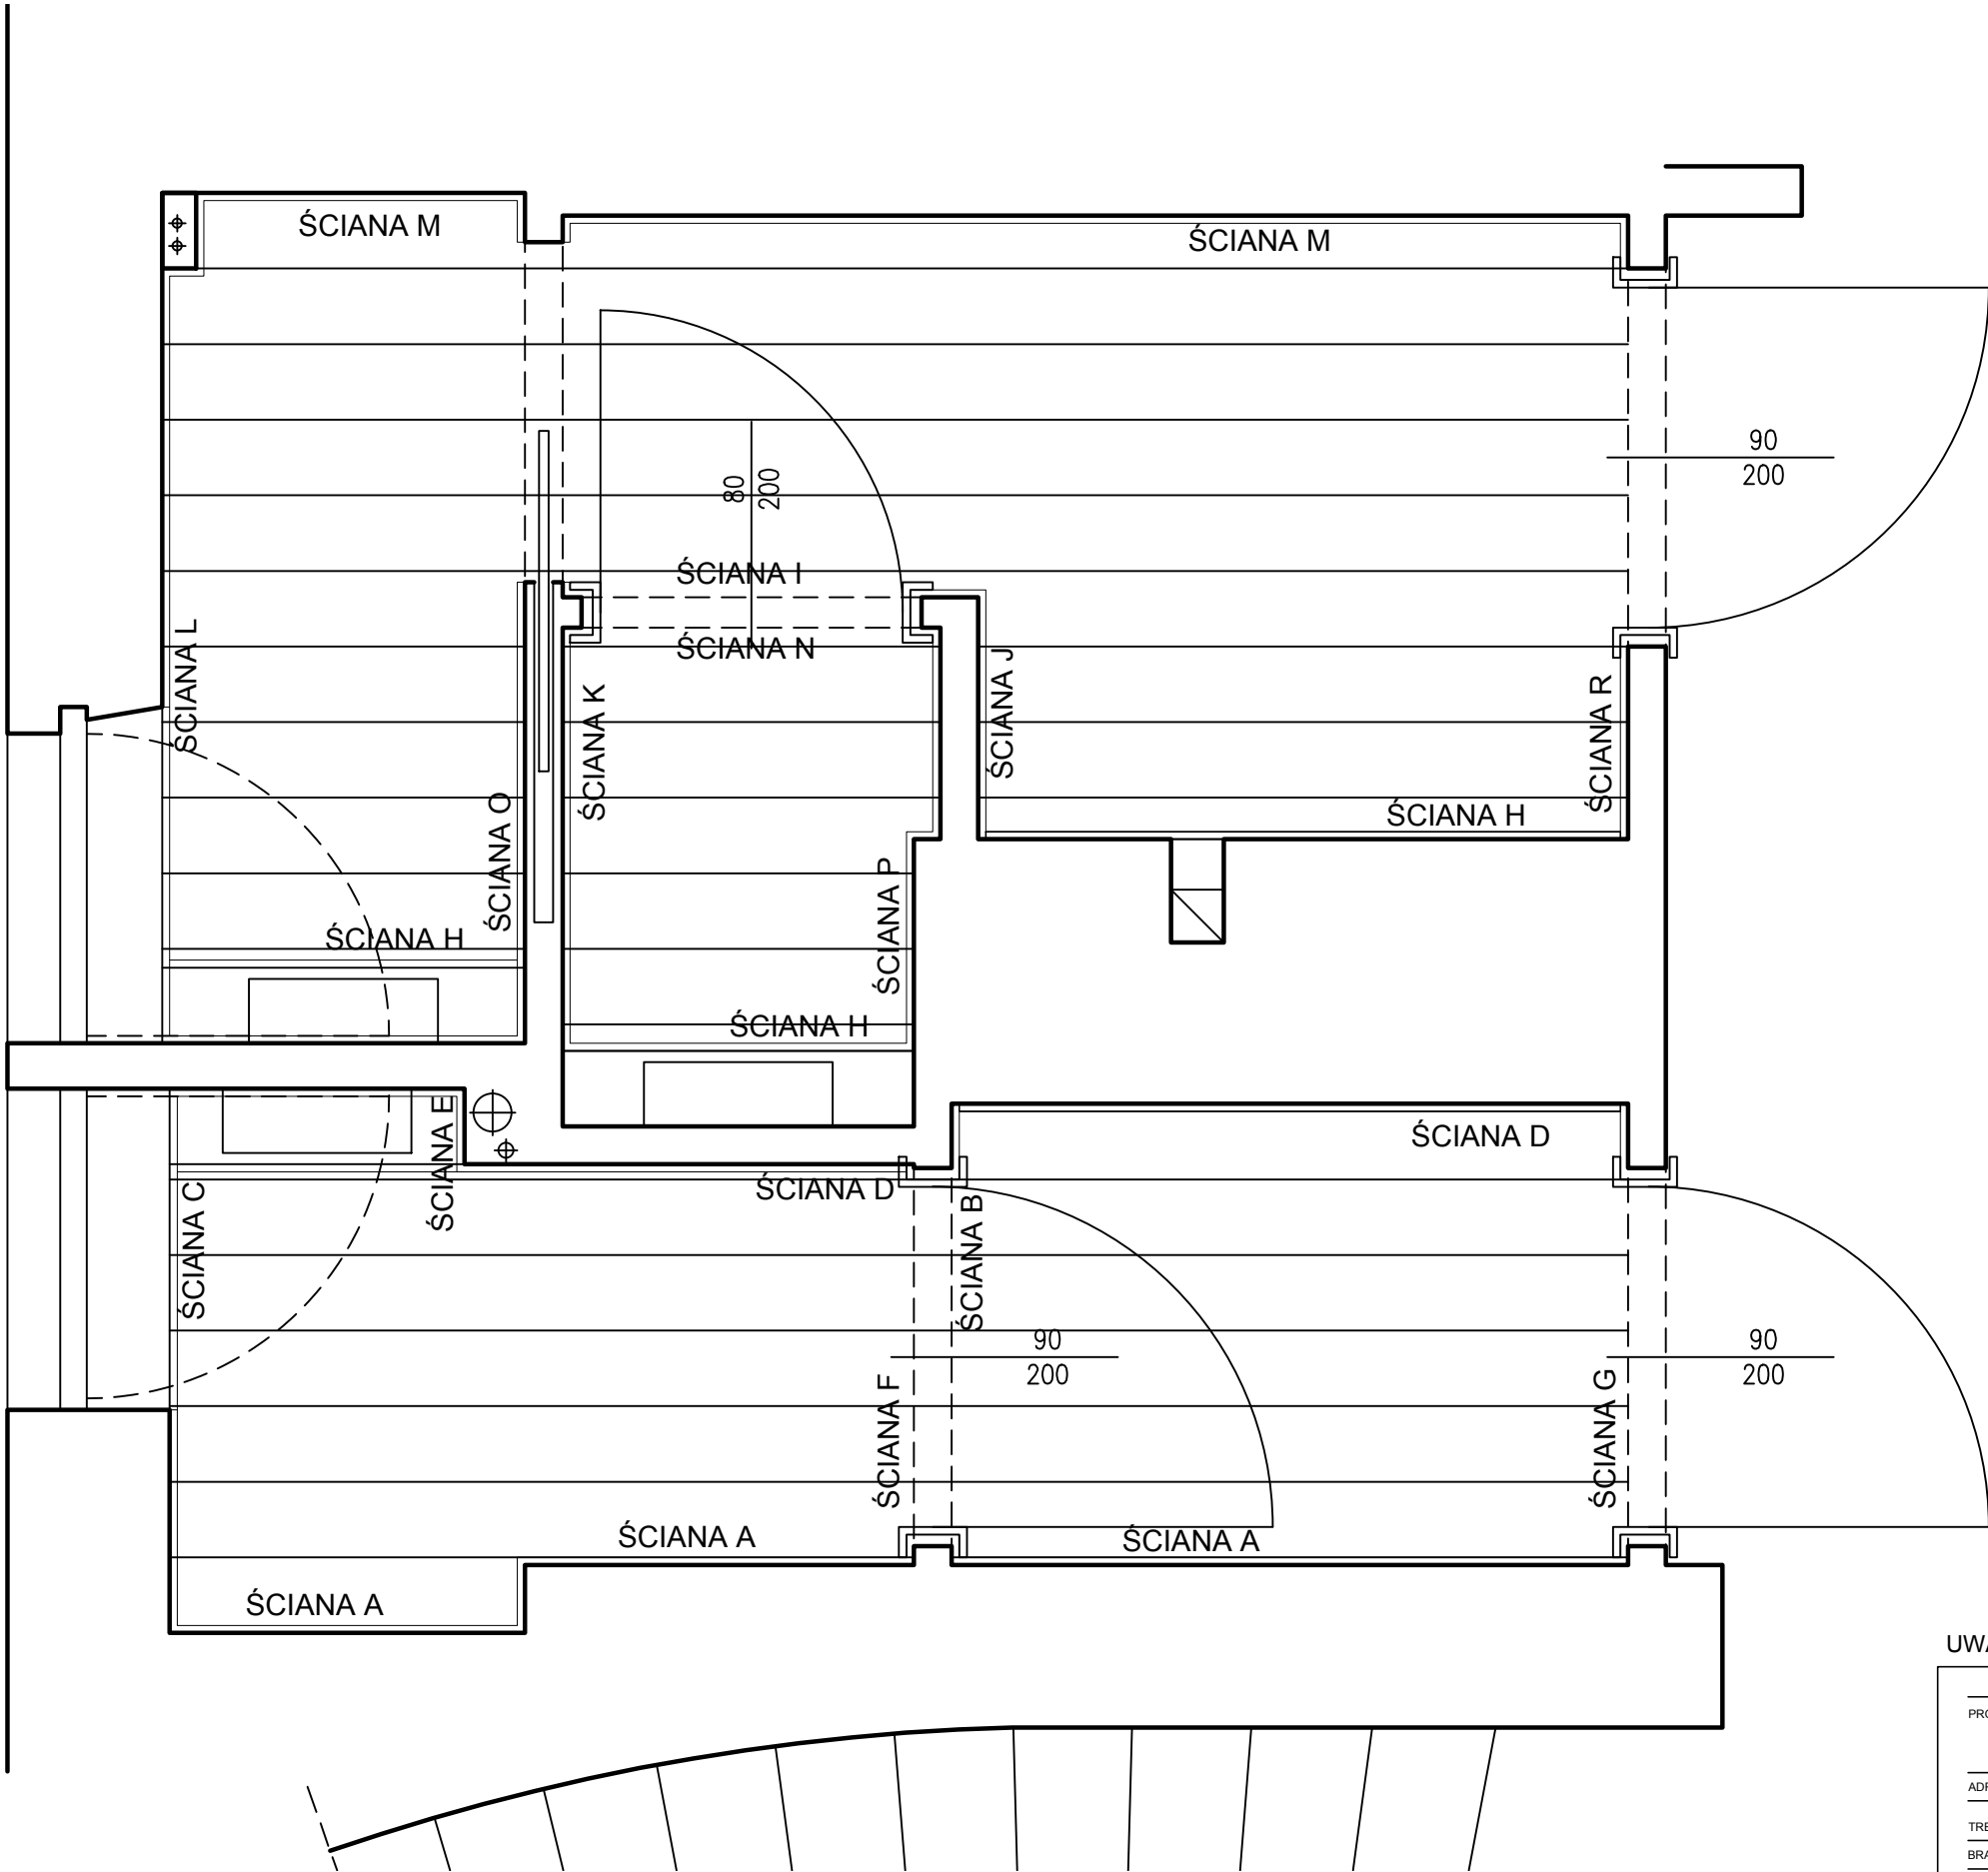 ŚCIANA M
ŚCIANA M
90
200
80
200
ŚCIANA I
ŚCIANA N
ŚCIANA L
ŚCIANA K
ŚCIANA J
ŚCIANA R
ŚCIANA O
ŚCIANA H
ŚCIANA P
ŚCIANA H
ŚCIANA H
ŚCIANA E
ŚCIANA D
ŚCIANA D
ŚCIANA C
ŚCIANA B
90
200
90
200
ŚCIANA F
ŚCIANA G
ŚCIANA A
ŚCIANA A
ŚCIANA A